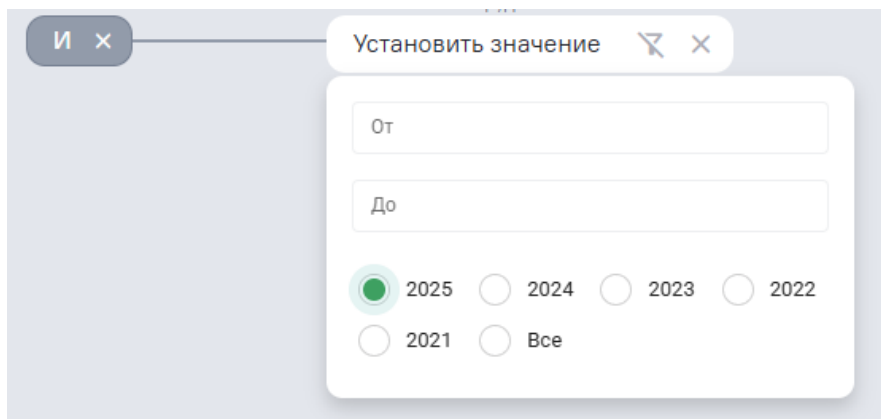 И ×
Установить значение ×
От
До
2025 2024 2023 2022
2021 Все